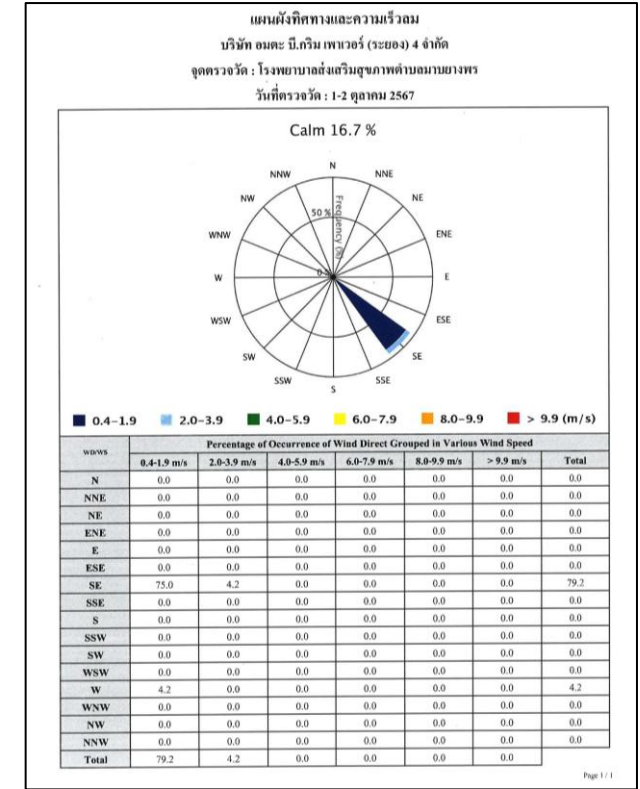 แผนผังทิศทางและความเร็วลม
บริษัท อมตะ บี.กริม เพาเวอร์ (ระยอง) 4 จำกัด
จุดตรวจวัด : โรงพยาบาลส่งเสริมสุขภาพตำบลมาบยางพร
วันที่ตรวจวัด : 1-2 ตุลาคม 2567
Calm 16.7 %
N
NNW NNE
NW NE
50 %
Frequency (%)
WNW ENE
0 %
W E
WSW ESE
SW SE
SSW SSE
S
0.4-1.9 2.0-3.9 4.0-5.9 6.0-7.9 8.0-9.9 > 9.9 (m/s)
WD/WS Percentage of Occurrence of Wind Direct Grouped in Various Wind Speed
0.4-1.9 m/s 2.0-3.9 m/s 4.0-5.9 m/s 6.0-7.9 m/s 8.0-9.9 m/s > 9.9 m/s Total
N 0.0 0.0 0.0 0.0 0.0 0.0 0.0
NNE 0.0 0.0 0.0 0.0 0.0 0.0 0.0
NE 0.0 0.0 0.0 0.0 0.0 0.0 0.0
ENE 0.0 0.0 0.0 0.0 0.0 0.0 0.0
E 0.0 0.0 0.0 0.0 0.0 0.0 0.0
ESE 0.0 0.0 0.0 0.0 0.0 0.0 0.0
SE 75.0 4.2 0.0 0.0 0.0 0.0 79.2
SSE 0.0 0.0 0.0 0.0 0.0 0.0 0.0
S 0.0 0.0 0.0 0.0 0.0 0.0 0.0
SSW 0.0 0.0 0.0 0.0 0.0 0.0 0.0
SW 0.0 0.0 0.0 0.0 0.0 0.0 0.0
WSW 0.0 0.0 0.0 0.0 0.0 0.0 0.0
W 4.2 0.0 0.0 0.0 0.0 0.0 4.2
WNW 0.0 0.0 0.0 0.0 0.0 0.0 0.0
NW 0.0 0.0 0.0 0.0 0.0 0.0 0.0
NNW 0.0 0.0 0.0 0.0 0.0 0.0 0.0
Total 79.2 4.2 0.0 0.0 0.0 0.0
Page 1 / 1